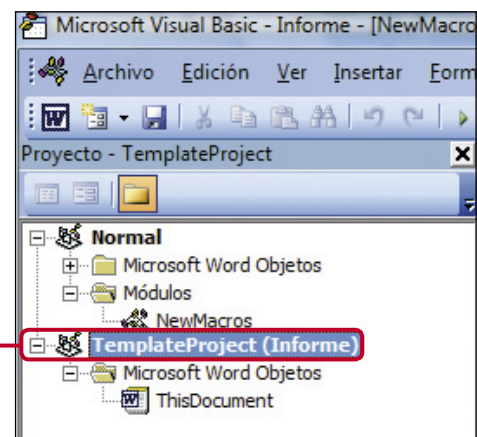 Microsoft Visual Basic - Informe - [NewMacro
Archivo Edición Ver Insertar Form
Proyecto - TemplateProject
Normal
Microsoft Word Objetos
Módulos
NewMacros
TemplateProject (Informe)
Microsoft Word Objetos
ThisDocument